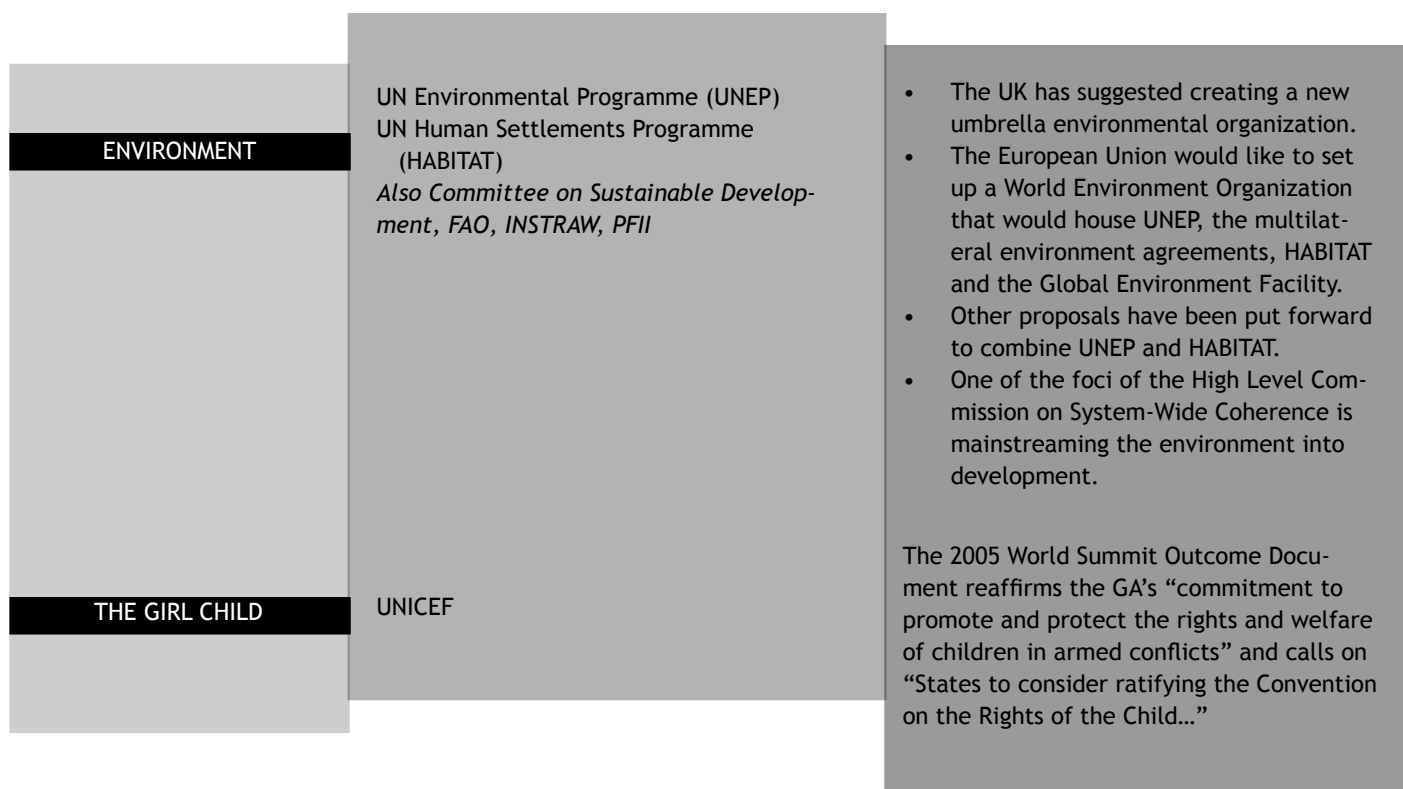 ENVIRONMENT
UN Environmental Programme (UNEP)
UN Human Settlements Programme
(HABITAT)
Also Committee on Sustainable Develop-
ment, FAO, INSTRAW, PFII
• The UK has suggested creating a new
umbrella environmental organization.
• The European Union would like to set
up a World Environment Organization
that would house UNEP, the multilat-
eral environment agreements, HABITAT
and the Global Environment Facility.
• Other proposals have been put forward
to combine UNEP and HABITAT.
• One of the foci of the High Level Com-
mission on System-Wide Coherence is
mainstreaming the environment into
development.
THE GIRL CHILD
UNICEF
The 2005 World Summit Outcome Docu-
ment reaffirms the GA’s “commitment to
promote and protect the rights and welfare
of children in armed conflicts” and calls on
“States to consider ratifying the Convention
on the Rights of the Child…”